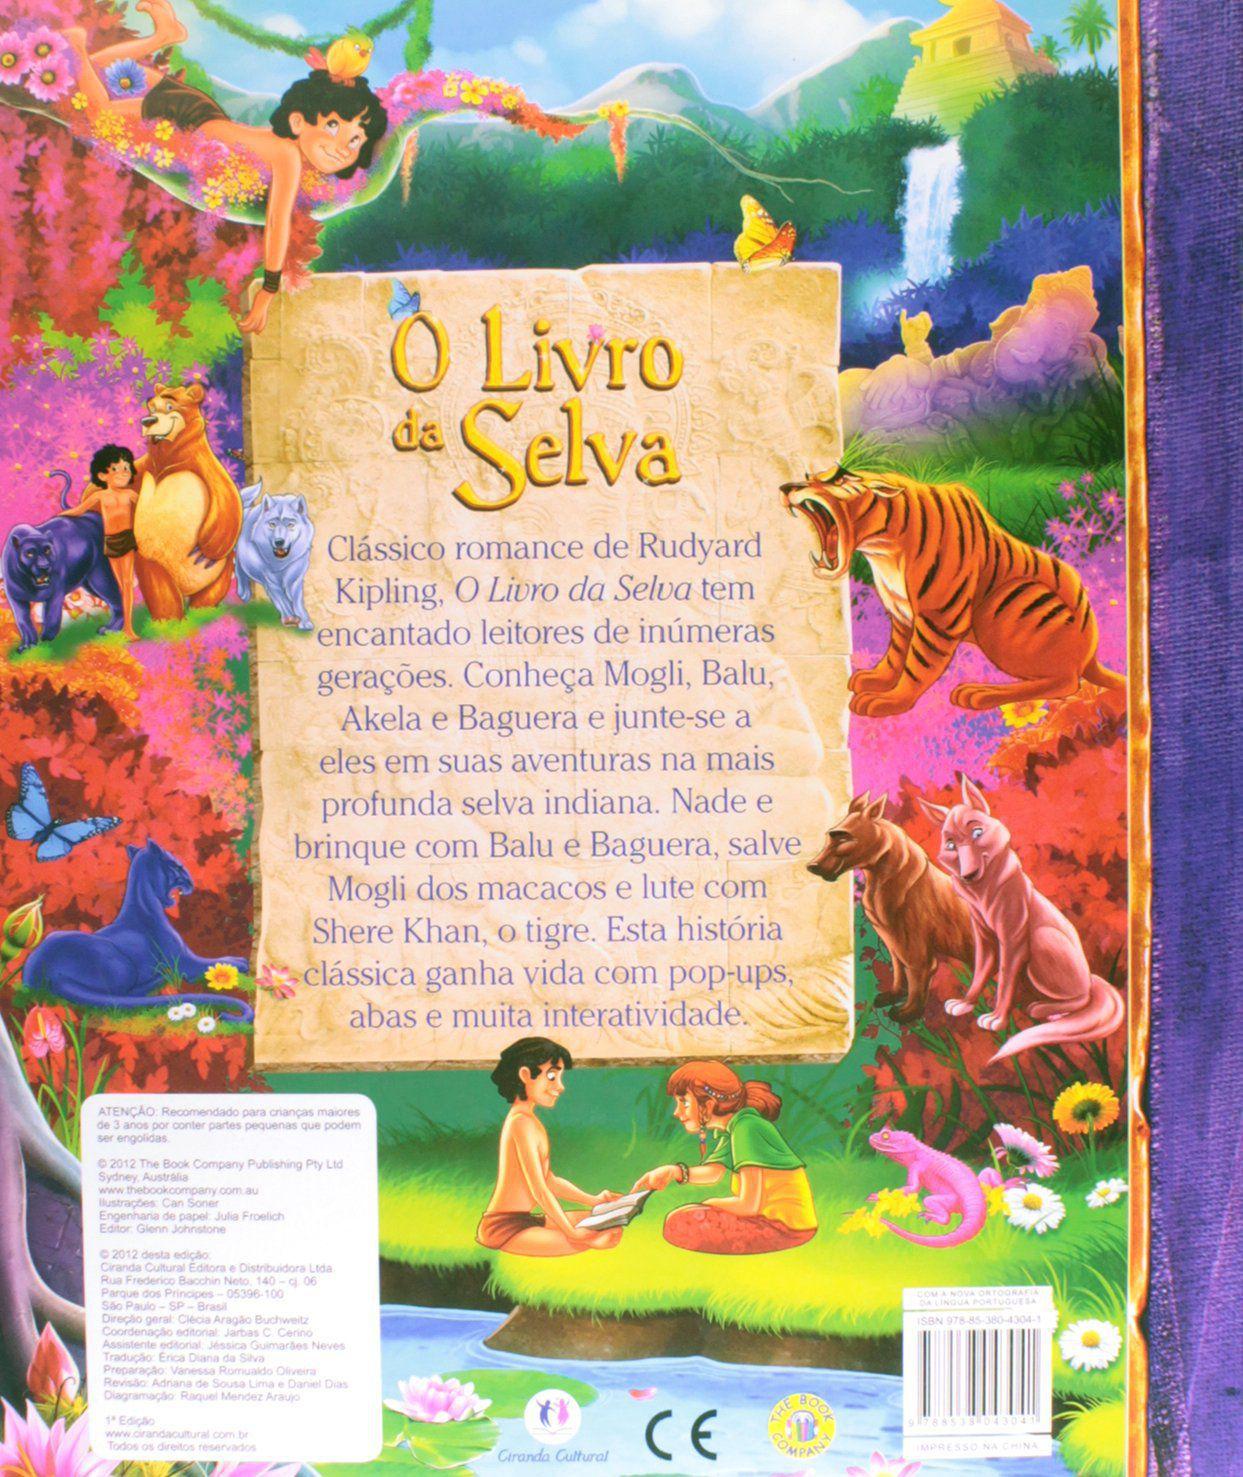 O Livro
da Selva
Clássico romance de Rudyard
Kipling, O Livro da Selva tem
encantado leitores de inúmeras
gerações. Conheça Mogli, Balu,
Akela e Baguera e junte-se a
eles em suas aventuras na mais
profunda selva indiana. Nade e
brinque com Balu e Baguera, salve
Mogli dos macacos e lute com
Shere Khan, o tigre. Esta história
clássica ganha vida com pop-ups,
abas e muita interatividade.
ATENÇÃO: Recomendado para crianças maiores
de 3 anos por conter partes pequenas que podem
ser engolidas.
© 2012 The Book Company Publishing Pty Ltd
Sydney, Austrália
www.thebookcompany.com.au
Ilustrações: Can Soner
Engenharia de papel: Julia Froelich
Editor: Glenn Johnstone
© 2012 desta edição:
Ciranda Cultural Editora e Distribuidora Ltda.
Rua Frederico Bacchin Neto, 140 – cj. 06
Parque dos Príncipes – 05396-100
São Paulo – SP – Brasil
Direção geral: Clécia Aragão Buchweitz
Coordenação editorial: Jarbas C. Cerino
Assistente editorial: Jéssica Guimarães Neves
Tradução: Érica Diana da Silva
Preparação: Vanessa Romualdo Oliveira
Revisão: Adriana de Sousa Lima e Daniel Dias
Diagramação: Raquel Mendez Araujo
1ª Edição
www.cirandacultural.com.br
Todos os direitos reservados
Ciranda Cultural
CE
THE BOOK COMPANY
COM A NOVA ORTOGRAFIA
DA LÍNGUA PORTUGUESA
ISBN 978-85-380-4304-1
9 788538 043041
IMPRESSO NA CHINA